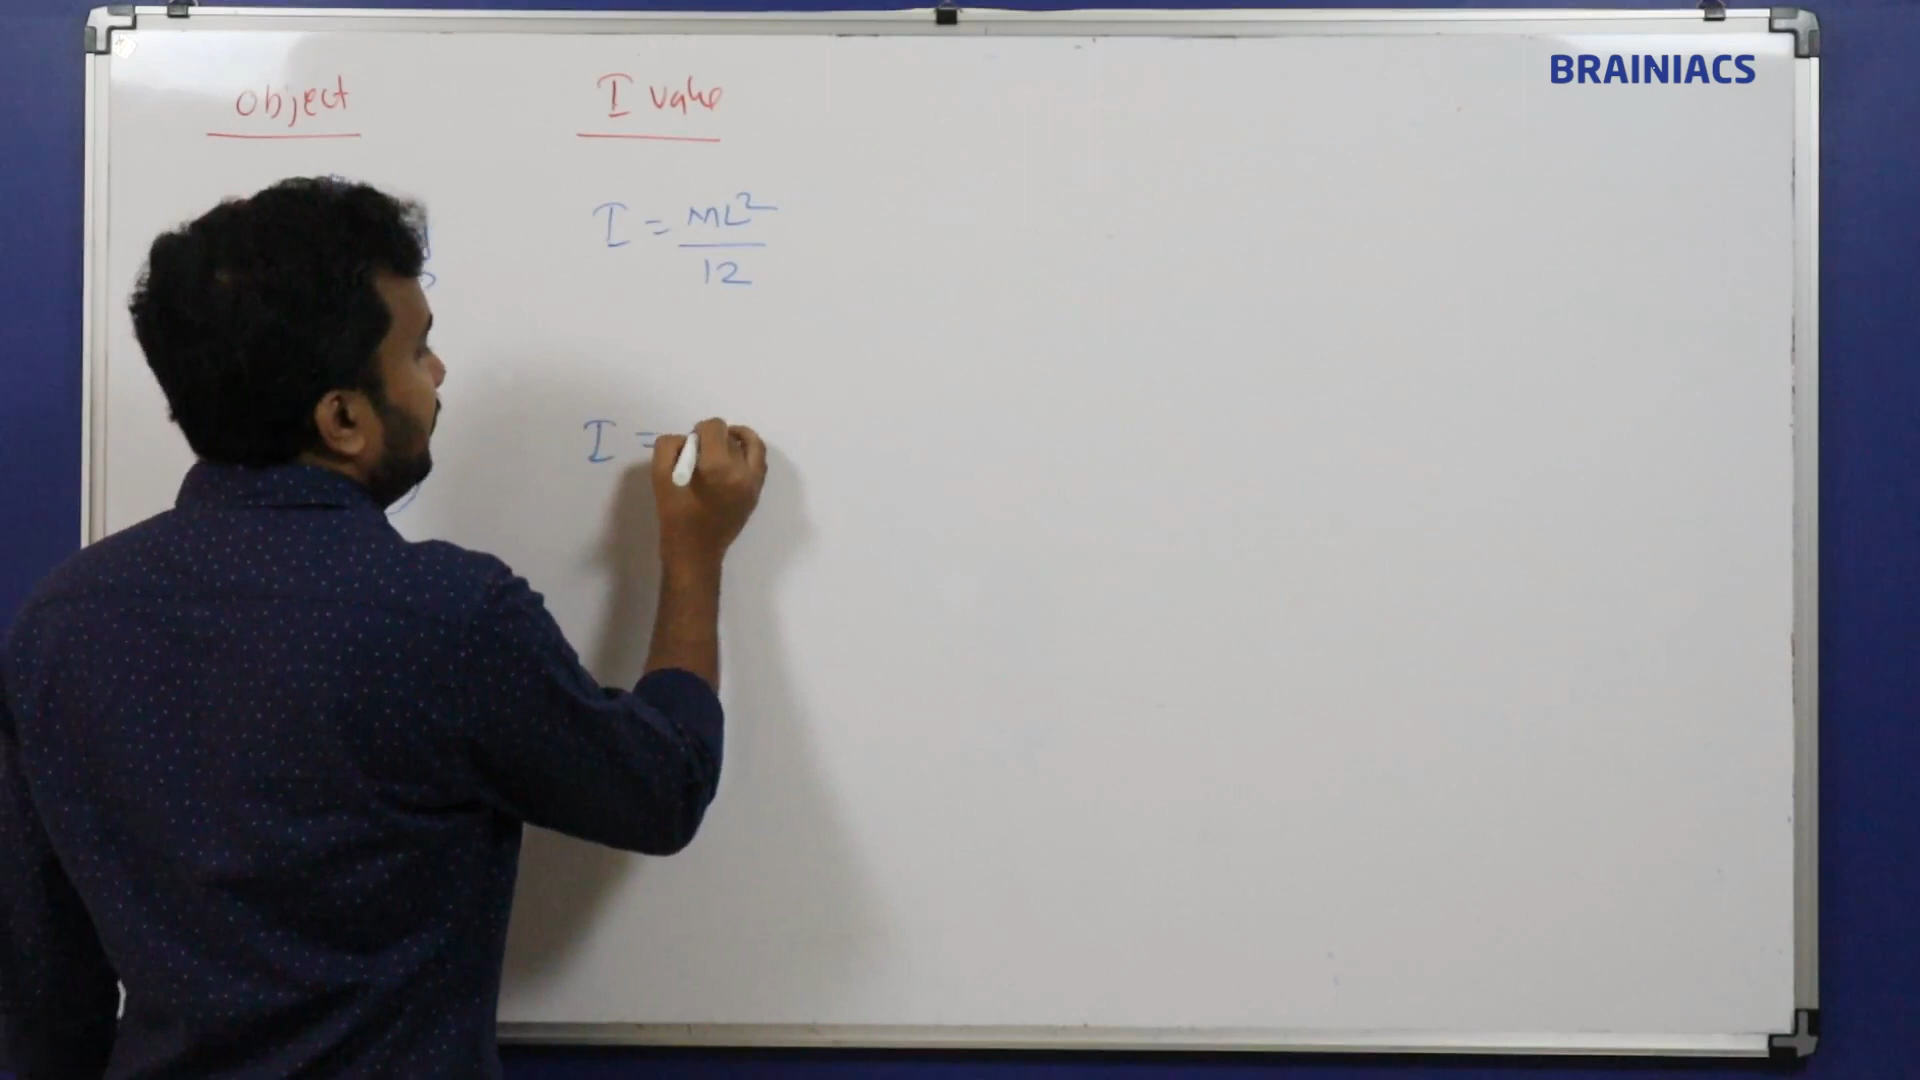 BRAINIACS
Object I value
I = ML²/12
I =